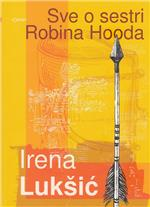 Sve o sestri
Robina Hooda
Irena
Lukšić